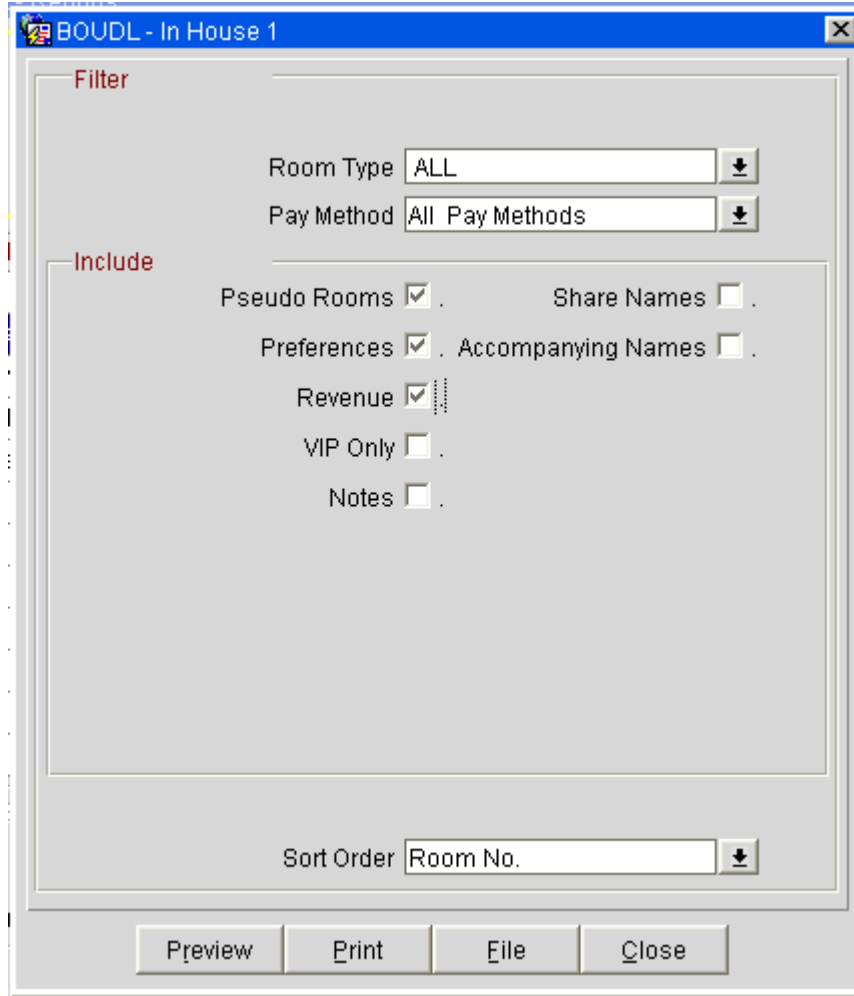 BOUDL - In House 1
Filter
Room Type ALL
Pay Method All Pay Methods
Include
Pseudo Rooms . Share Names .
Preferences . Accompanying Names .
Revenue .
VIP Only .
Notes .
Sort Order Room No.
Preview Print File Close